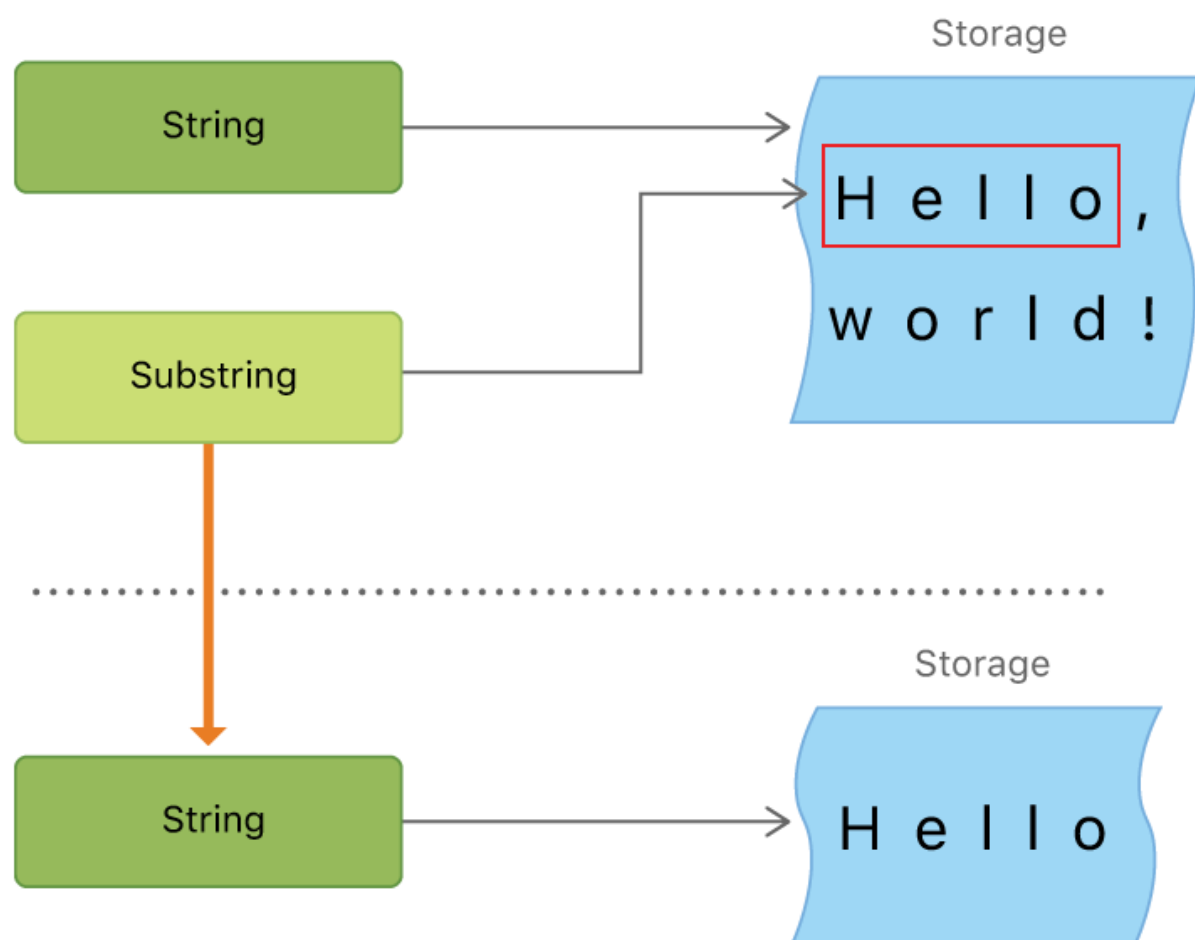 Storage
String
H e l l o ,
w o r l d !
Substring
Storage
String
H e l l o